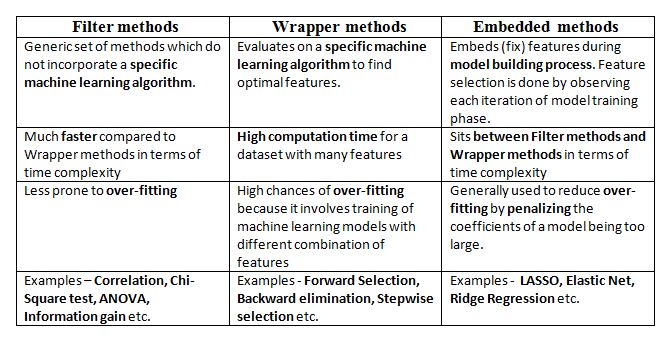 Filter methods
Wrapper methods
Embedded methods
Generic set of methods which do
not incorporate a specific
machine learning algorithm.
Evaluates on a specific machine
learning algorithm to find
optimal features.
Embeds (fix) features during
model building process. Feature
selection is done by observing
each iteration of model training
phase.
Much faster compared to
Wrapper methods in terms of
time complexity
High computation time for a
dataset with many features
Sits between Filter methods and
Wrapper methods in terms of
time complexity
Less prone to over-fitting
High chances of over-fitting
because it involves training of
machine learning models with
different combination of
features
Generally used to reduce over-
fitting by penalizing the
coefficients of a model being too
large.
Examples – Correlation, Chi-
Square test, ANOVA,
Information gain etc.
Examples - Forward Selection,
Backward elimination, Stepwise
selection etc.
Examples - LASSO, Elastic Net,
Ridge Regression etc.